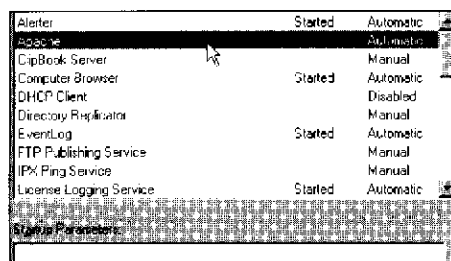 Alerter Started Automatic
Apache Automatic
ClipBook Server Manual
Computer Browser Started Automatic
DHCP Client Disabled
Directory Replicator Manual
EventLog Started Automatic
FTP Publishing Service Manual
IPX Ping Service Manual
License Logging Service Started Automatic
Startup Parameters: